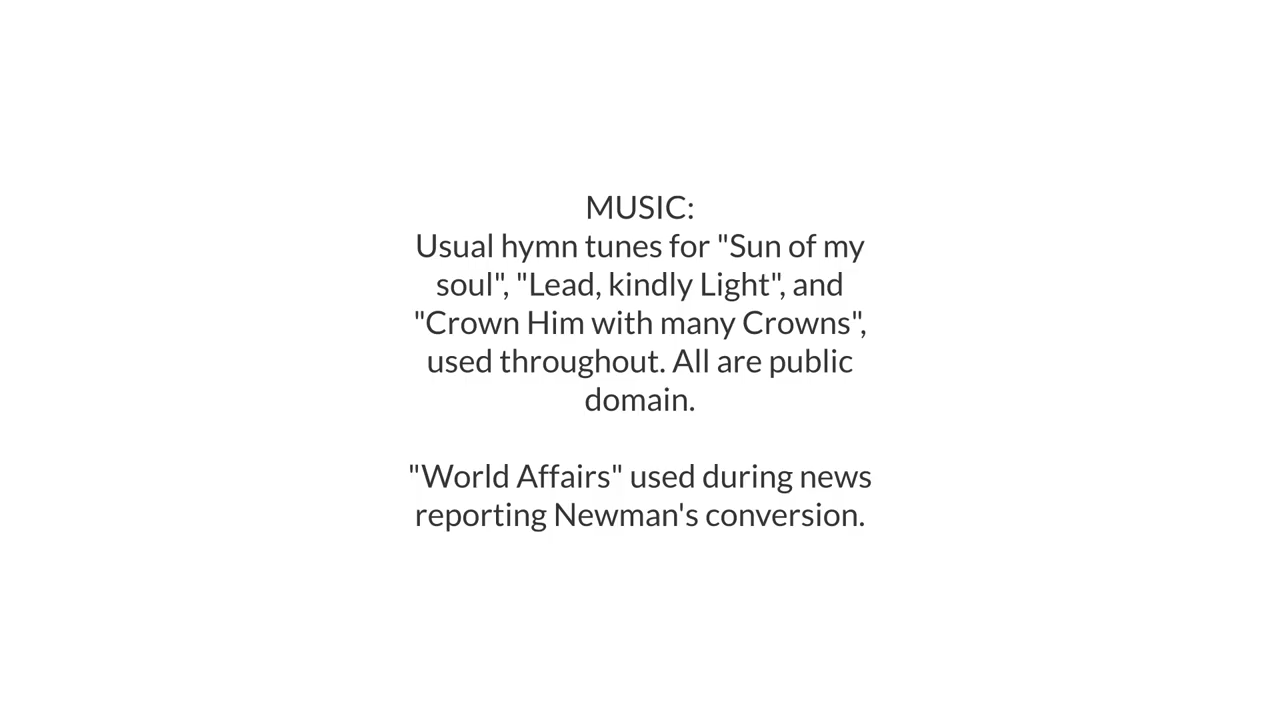 MUSIC:
Usual hymn tunes for "Sun of my
soul", "Lead, kindly Light", and
"Crown Him with many Crowns",
used throughout. All are public
domain.
"World Affairs" used during news
reporting Newman's conversion.